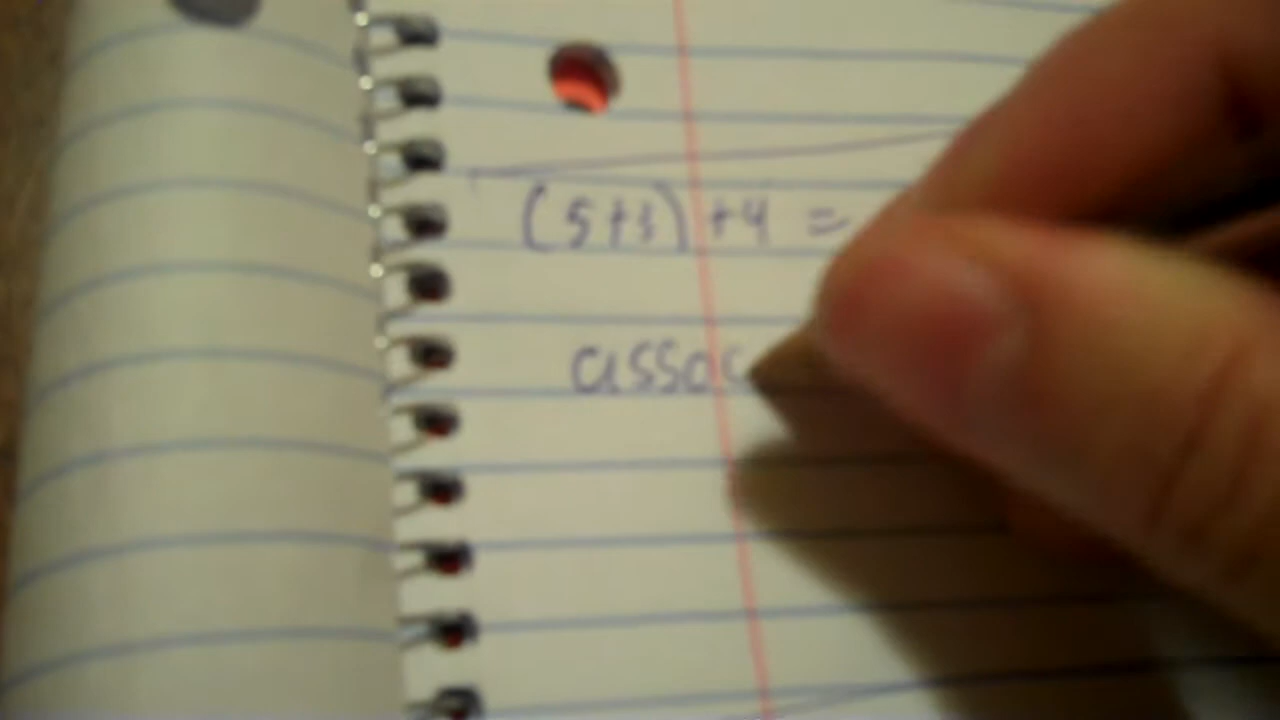 (5+3) +4 =
assoc